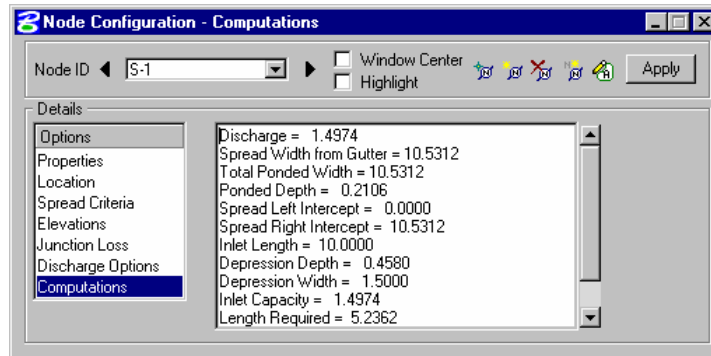 Node Configuration - Computations
Node ID S-1 Window Center Apply
Highlight
Details
Options
Properties
Location
Spread Criteria
Elevations
Junction Loss
Discharge Options
Computations
Discharge = 1.4974
Spread Width from Gutter = 10.5312
Total Ponded Width = 10.5312
Ponded Depth = 0.2106
Spread Left Intercept = 0.0000
Spread Right Intercept = 10.5312
Inlet Length = 10.0000
Depression Depth = 0.4580
Depression Width = 1.5000
Inlet Capacity = 1.4974
Length Required = 5.2362